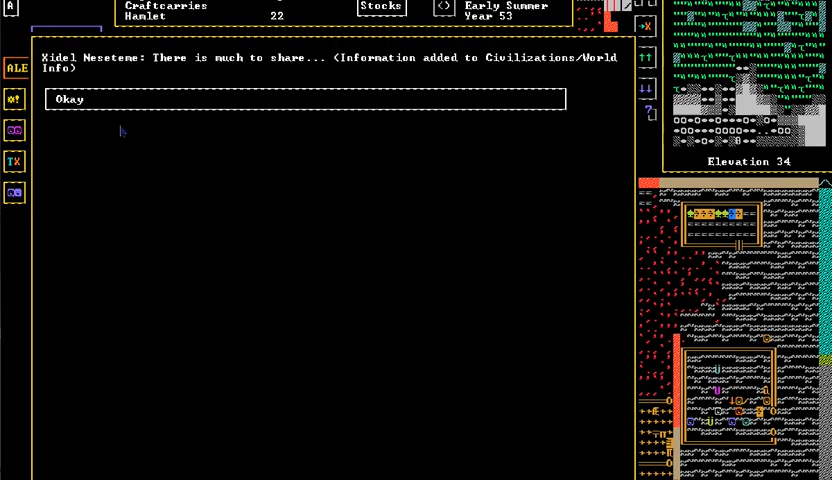 A
Craftcarries
Hamlet 22
Stocks
<> Early Summer
Year 53
Xidel Neseteme: There is much to share... (Information added to Civilizations/World
Info)
Okay
ALE
TX
Elevation 34